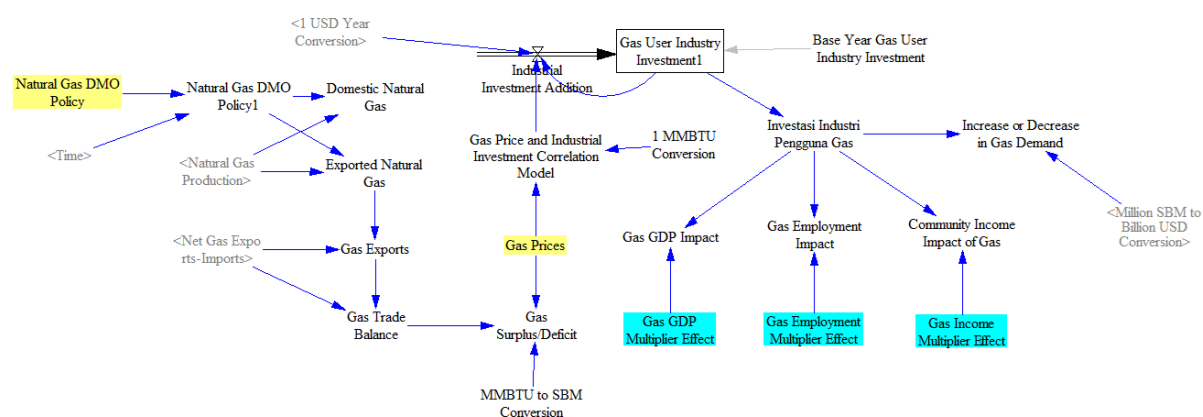 <1 USD Year
Conversion>
Gas User Industry
Investment1
Base Year Gas User
Industry Investment
Industrial
Investment Addition
Natural Gas DMO
Policy
Natural Gas DMO
Policy1
Domestic Natural
Gas
<Time>
<Natural Gas
Production>
Exported Natural
Gas
Gas Price and Industrial
Investment Correlation
Model
1 MMBTU
Conversion
Investasi Industri
Pengguna Gas
Increase or Decrease
in Gas Demand
<Net Gas Expo
rts-Imports>
Gas Exports
Gas Prices
Gas GDP Impact
Gas Employment
Impact
Community Income
Impact of Gas
<Million SBM to
Billion USD
Conversion>
Gas Trade
Balance
Gas
Surplus/Deficit
Gas GDP
Multiplier Effect
Gas Employment
Multiplier Effect
Gas Income
Multiplier Effect
MMBTU to SBM
Conversion